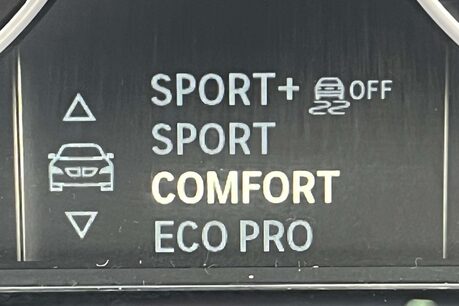 SPORT+ OFF
SPORT
COMFORT
ECO PRO